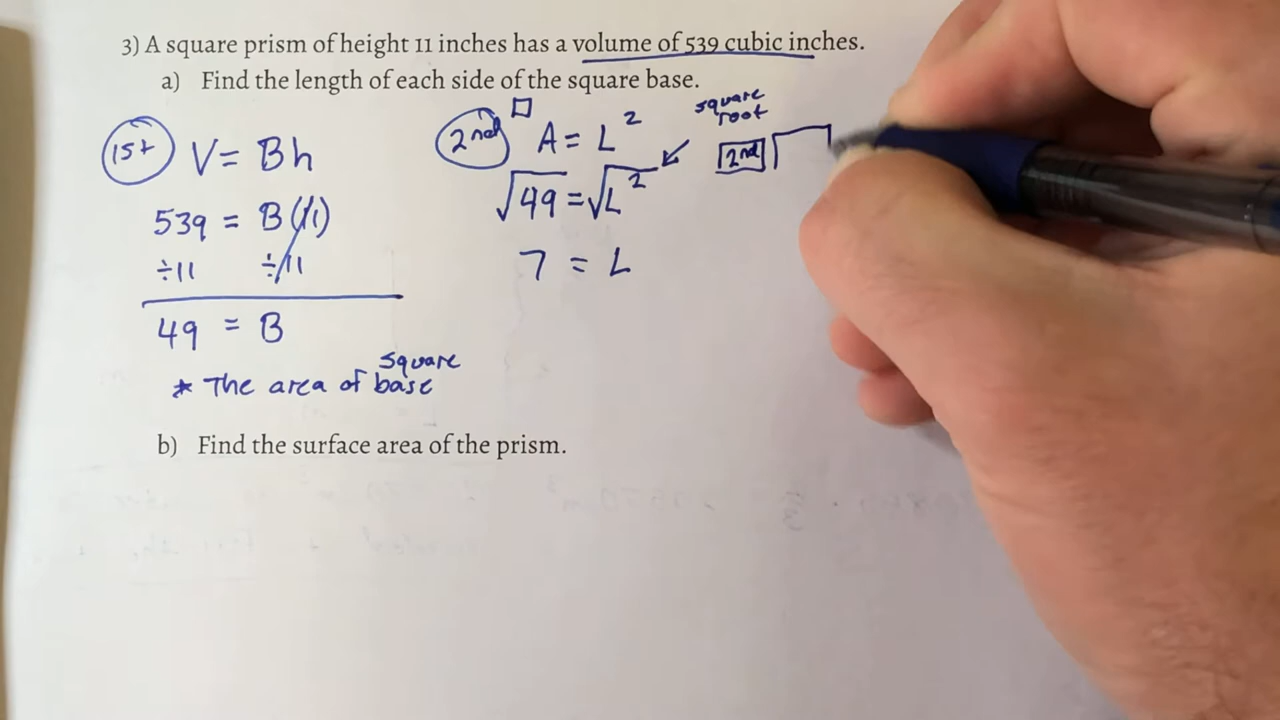 3) A square prism of height 11 inches has a volume of 539 cubic inches.
a) Find the length of each side of the square base.
1st V = Bh
539 = B(11)
÷11 ÷11
49 = B
* The area of square base
2nd □ A = L²
√49 = √L²
7 = L
square root
2nd
b) Find the surface area of the prism.